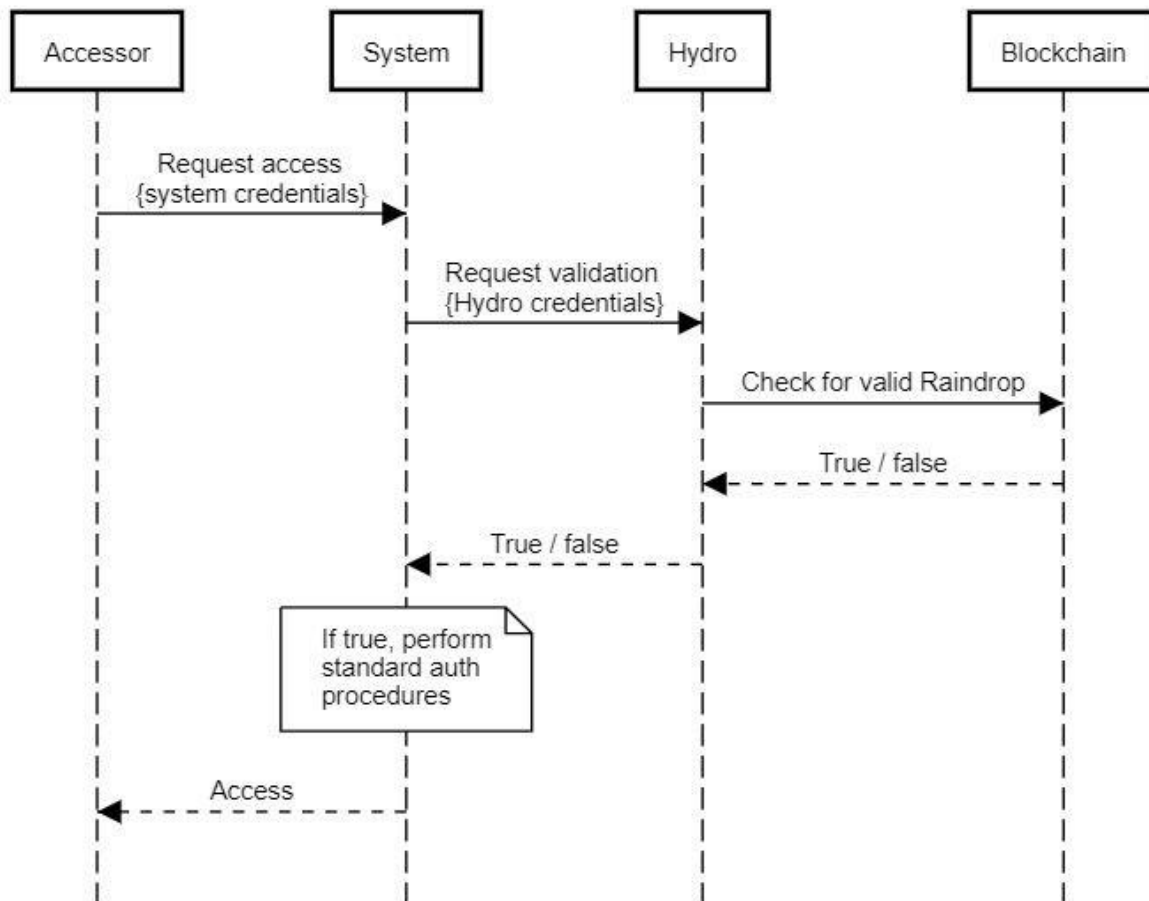 Accessor
System
Hydro
Blockchain
Request access
{system credentials}
Request validation
{Hydro credentials}
Check for valid Raindrop
True / false
True / false
If true, perform
standard auth
procedures
Access